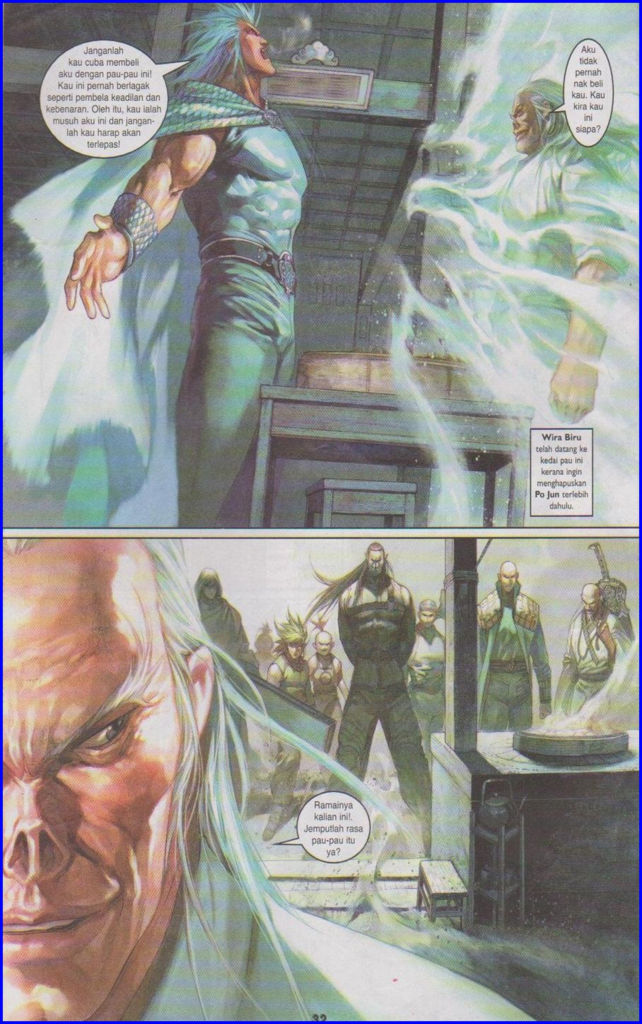 Janganlah
kau cuba membeli
aku dengan pau-pau ini!
Kau ini pernah berlagak
seperti pembela keadilan dan
kebenaran. Oleh itu, kau ialah
musuh aku ini dan jangan-
lah kau harap akan
terlepas!
Aku
tidak
pernah
nak beli
kau. Kau
kira kau
ini
siapa?
Wira Biru
telah datang ke
kedai pau ini
kerana ingin
menghapuskan
Po Jun terlebih
dahulu.
Ramainya
kalian ini!.
Jemputlah rasa
pau-pau itu
ya?
32